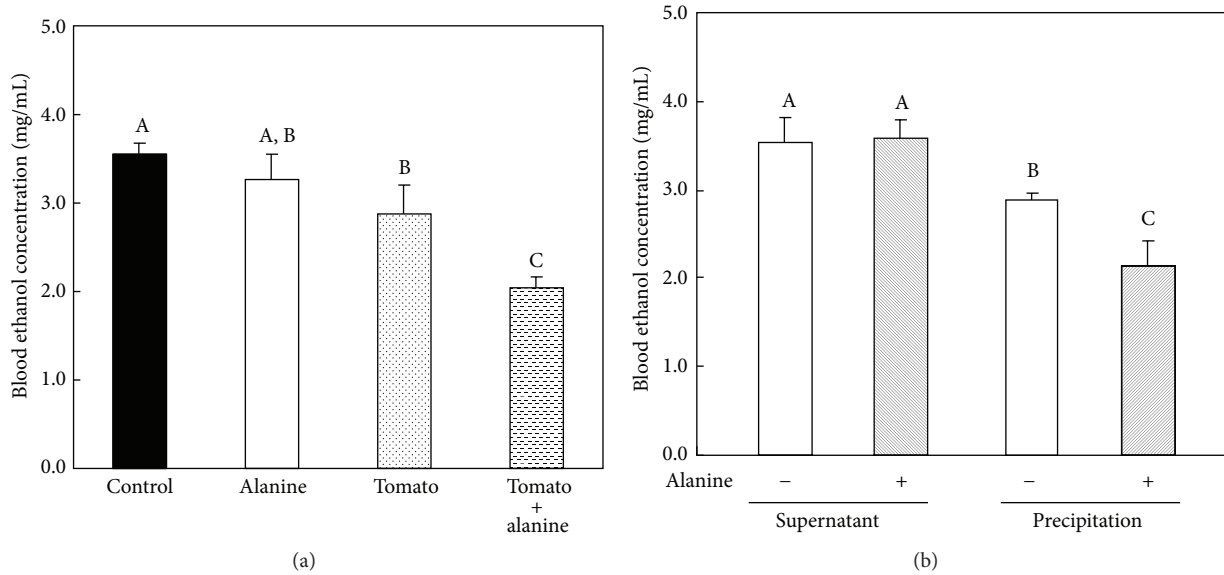 Blood ethanol concentration (mg/mL)
5.0
4.0
3.0
2.0
1.0
0.0
A
A, B
B
C
Control
Alanine
Tomato
Tomato
+
alanine
(a)
Blood ethanol concentration (mg/mL)
5.0
4.0
3.0
2.0
1.0
0.0
A
A
B
C
Alanine − + − +
Supernatant
Precipitation
(b)